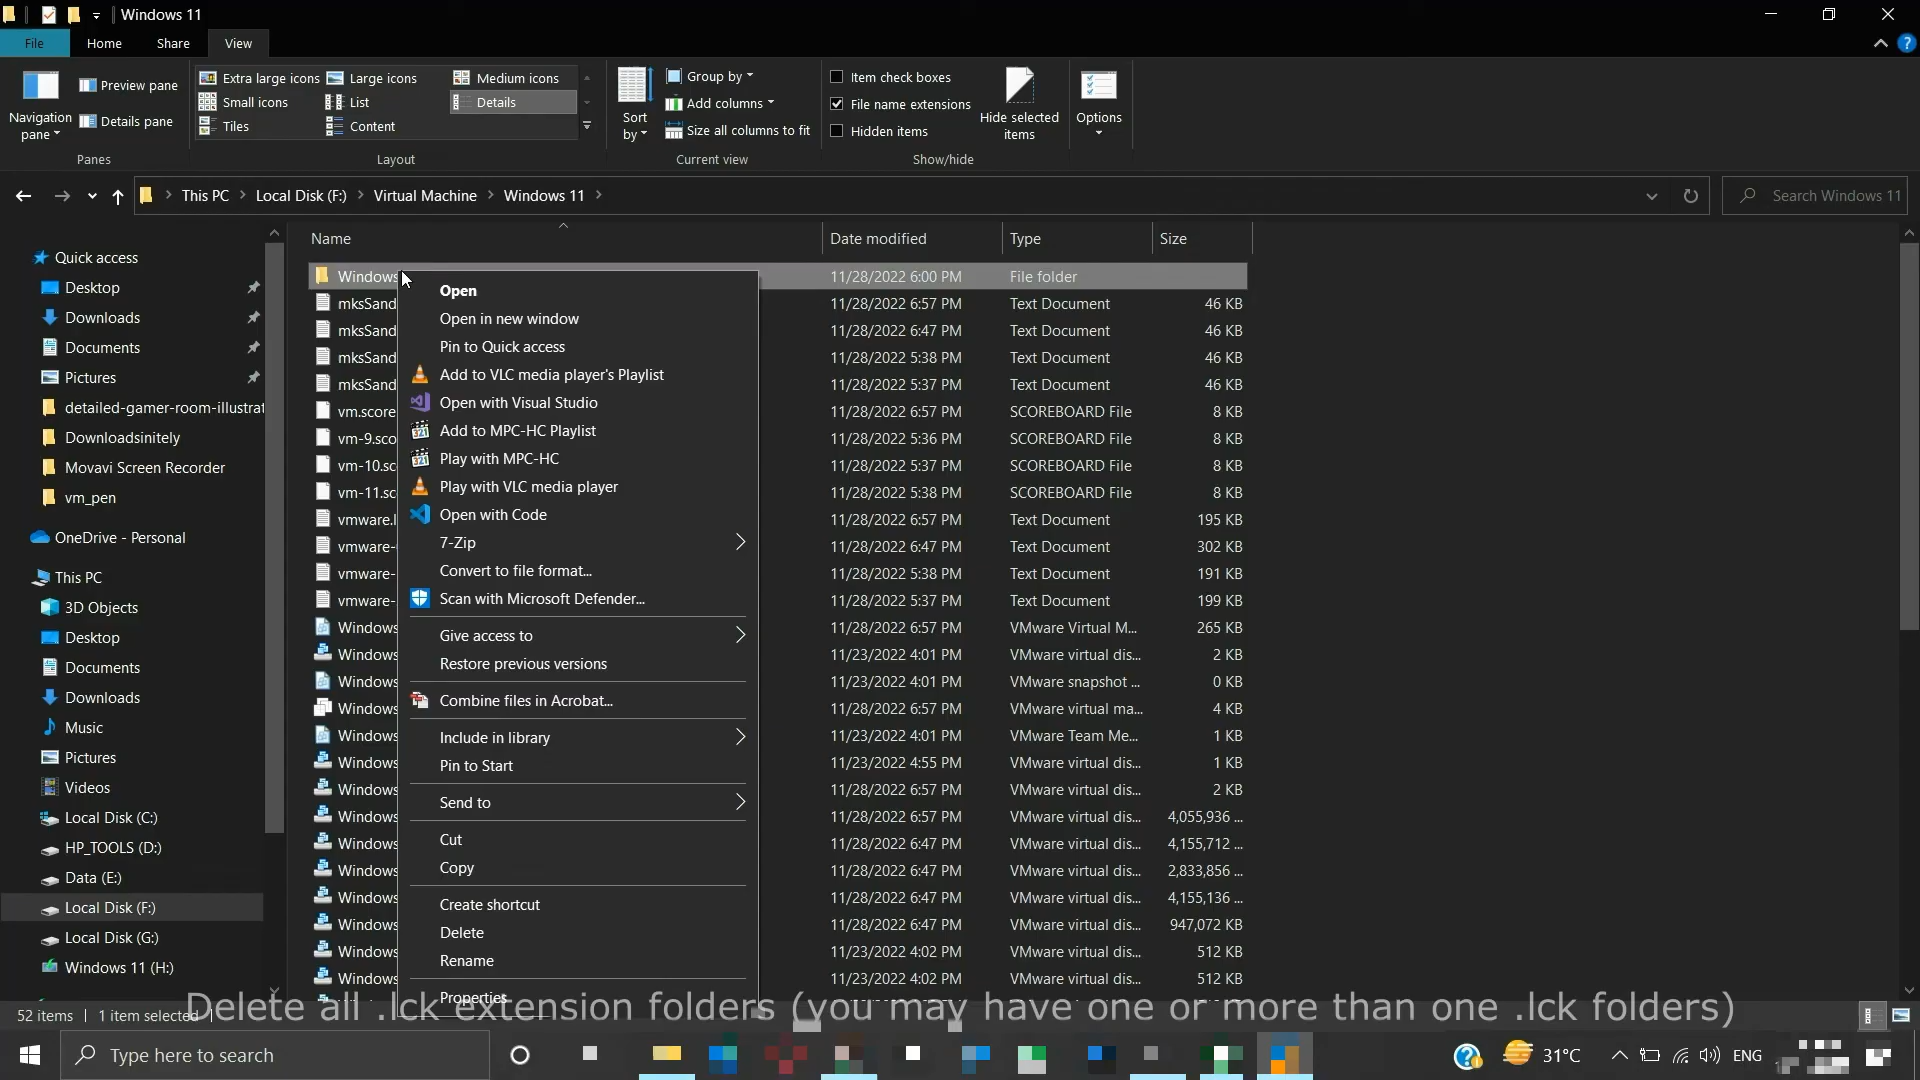 Windows 11
File Home Share View
Navigation pane
Preview pane
Details pane
Panes
Extra large icons Large icons Medium icons
Small icons List Details
Tiles Content
Layout
Sort by
Group by
Add columns
Size all columns to fit
Current view
Item check boxes
File name extensions
Hidden items
Hide selected items
Show/hide
Options
This PC > Local Disk (F:) > Virtual Machine > Windows 11 >
Search Windows 11
Quick access
Desktop
Downloads
Documents
Pictures
detailed-gamer-room-illustrat
Downloadsinitely
Movavi Screen Recorder
vm_pen
OneDrive - Personal
This PC
3D Objects
Desktop
Documents
Downloads
Music
Pictures
Videos
Local Disk (C:)
HP_TOOLS (D:)
Data (E:)
Local Disk (F:)
Local Disk (G:)
Windows 11 (H:)
Name Date modified Type Size
Windows 11/28/2022 6:00 PM File folder
mksSand 11/28/2022 6:57 PM Text Document 46 KB
mksSand 11/28/2022 6:47 PM Text Document 46 KB
mksSand 11/28/2022 5:38 PM Text Document 46 KB
mksSand 11/28/2022 5:37 PM Text Document 46 KB
vm.score 11/28/2022 6:57 PM SCOREBOARD File 8 KB
vm-9.sco 11/28/2022 5:36 PM SCOREBOARD File 8 KB
vm-10.sc 11/28/2022 5:37 PM SCOREBOARD File 8 KB
vm-11.sc 11/28/2022 5:38 PM SCOREBOARD File 8 KB
vmware.l 11/28/2022 6:57 PM Text Document 195 KB
vmware- 11/28/2022 6:47 PM Text Document 302 KB
vmware- 11/28/2022 5:38 PM Text Document 191 KB
vmware- 11/28/2022 5:37 PM Text Document 199 KB
Windows 11/28/2022 6:57 PM VMware Virtual M... 265 KB
Windows 11/23/2022 4:01 PM VMware virtual dis... 2 KB
Windows 11/23/2022 4:01 PM VMware snapshot ... 0 KB
Windows 11/28/2022 6:57 PM VMware virtual ma... 4 KB
Windows 11/23/2022 4:01 PM VMware Team Me... 1 KB
Windows 11/23/2022 4:55 PM VMware virtual dis... 1 KB
Windows 11/28/2022 6:57 PM VMware virtual dis... 2 KB
Windows 11/28/2022 6:57 PM VMware virtual dis... 4,055,936 ...
Windows 11/28/2022 6:47 PM VMware virtual dis... 4,155,712 ...
Windows 11/28/2022 6:47 PM VMware virtual dis... 2,833,856 ...
Windows 11/28/2022 6:47 PM VMware virtual dis... 4,155,136 ...
Windows 11/28/2022 6:47 PM VMware virtual dis... 947,072 KB
Windows 11/23/2022 4:02 PM VMware virtual dis... 512 KB
Windows 11/23/2022 4:02 PM VMware virtual dis... 512 KB
Open
Open in new window
Pin to Quick access
Add to VLC media player's Playlist
Open with Visual Studio
Add to MPC-HC Playlist
Play with MPC-HC
Play with VLC media player
Open with Code
7-Zip
Convert to file format...
Scan with Microsoft Defender...
Give access to
Restore previous versions
Combine files in Acrobat...
Include in library
Pin to Start
Send to
Cut
Copy
Create shortcut
Delete
Rename
Properties
Delete all .lck extension folders (you may have one or more than one .lck folders)
52 items 1 item selected
Type here to search
31°C ENG